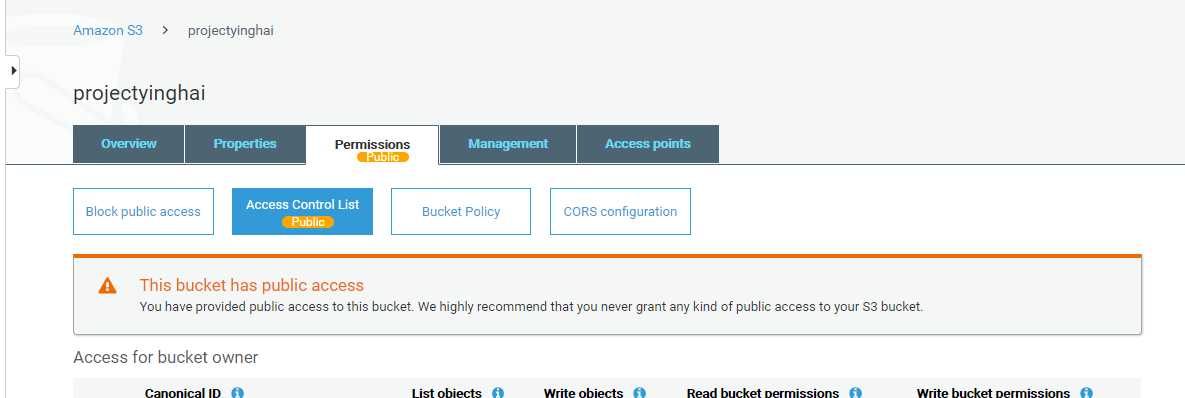 Amazon S3 > projectyinghai
projectyinghai
Overview Properties Permissions Management Access points
Public
Block public access Access Control List Bucket Policy CORS configuration
Public
This bucket has public access
You have provided public access to this bucket. We highly recommend that you never grant any kind of public access to your S3 bucket.
Access for bucket owner
Canonical ID List objects Write objects Read bucket permissions Write bucket permissions